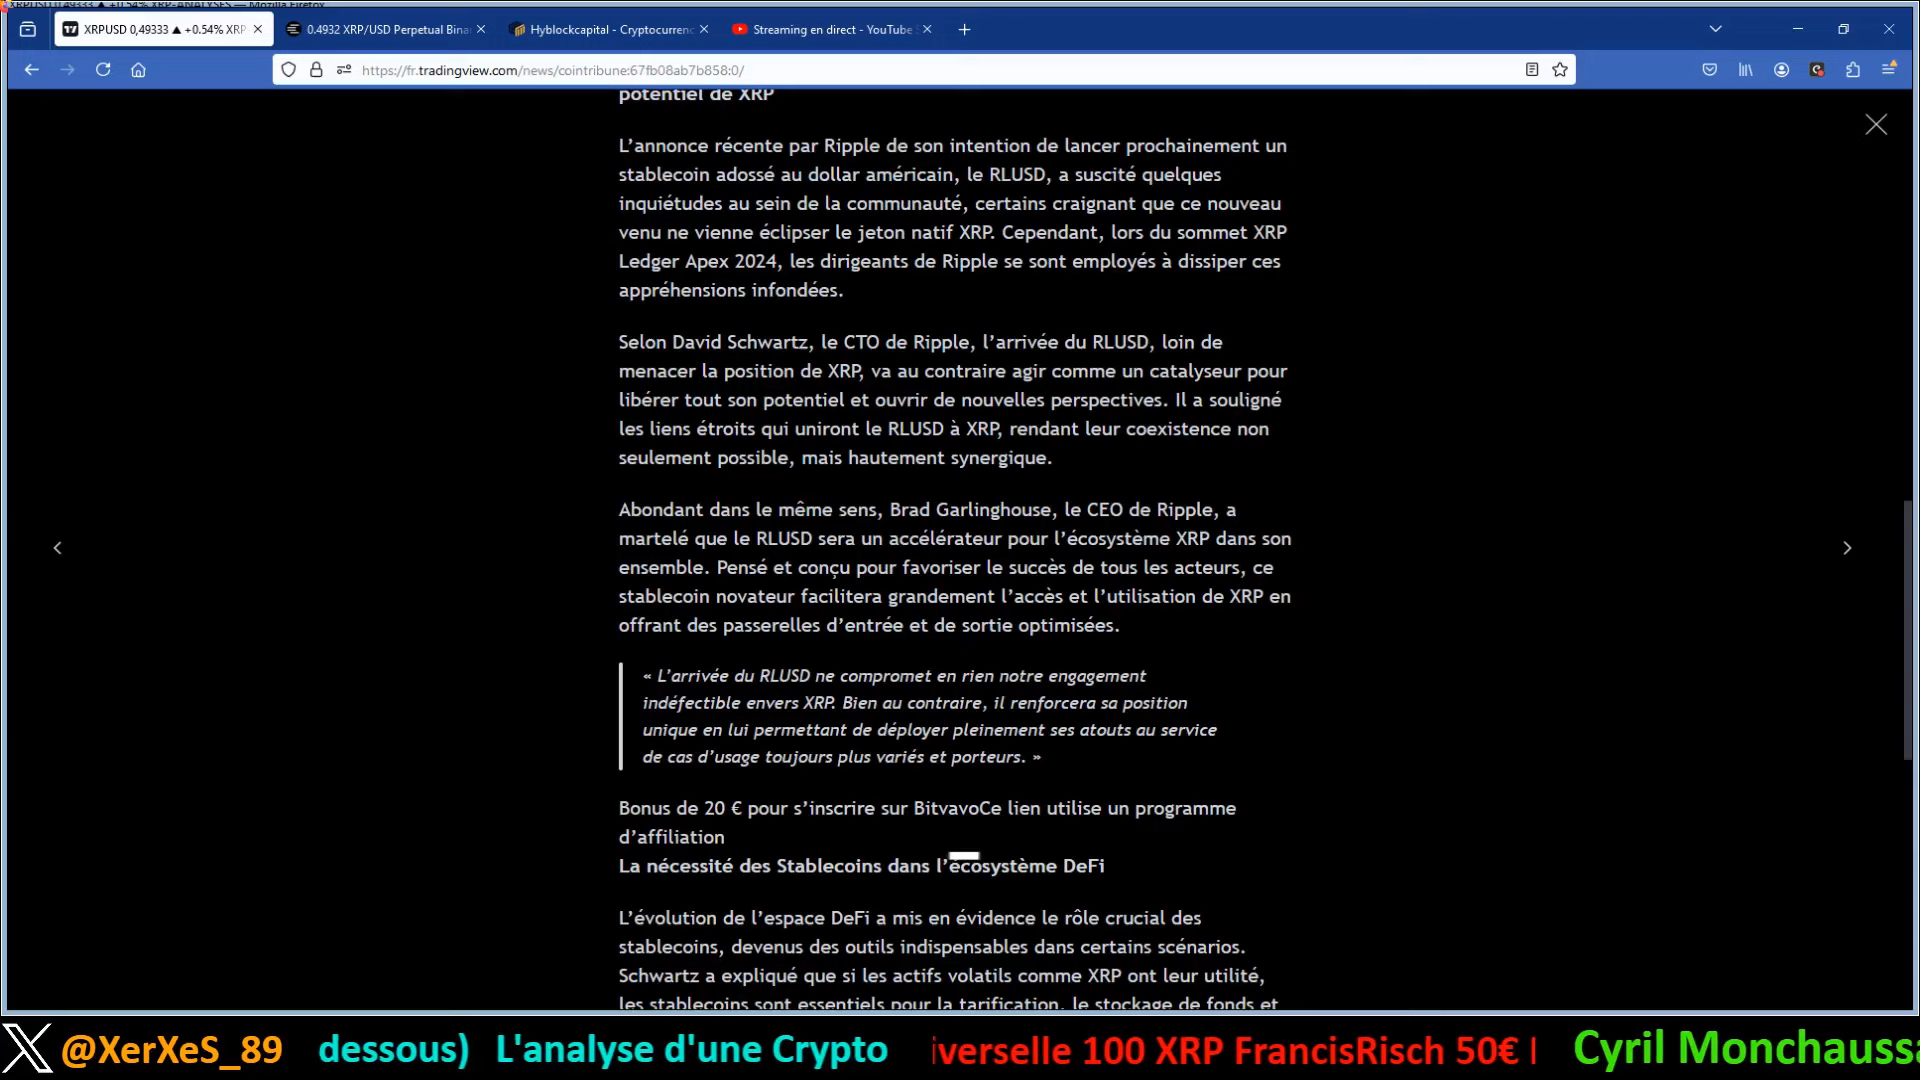 XRPUSD 0,49333 ▲ +0.54% XRP
0.4932 XRP/USD Perpetual Bina
Hyblockcapital - Cryptocurrenc
Streaming en direct - YouTube
https://fr.tradingview.com/news/cointribune:67fb08ab7b858:0/
potentiel de XRP
L’annonce récente par Ripple de son intention de lancer prochainement un
stablecoin adossé au dollar américain, le RLUSD, a suscité quelques
inquiétudes au sein de la communauté, certains craignant que ce nouveau
venu ne vienne éclipser le jeton natif XRP. Cependant, lors du sommet XRP
Ledger Apex 2024, les dirigeants de Ripple se sont employés à dissiper ces
appréhensions infondées.
Selon David Schwartz, le CTO de Ripple, l’arrivée du RLUSD, loin de
menacer la position de XRP, va au contraire agir comme un catalyseur pour
libérer tout son potentiel et ouvrir de nouvelles perspectives. Il a souligné
les liens étroits qui uniront le RLUSD à XRP, rendant leur coexistence non
seulement possible, mais hautement synergique.
Abondant dans le même sens, Brad Garlinghouse, le CEO de Ripple, a
martelé que le RLUSD sera un accélérateur pour l’écosystème XRP dans son
ensemble. Pensé et conçu pour favoriser le succès de tous les acteurs, ce
stablecoin novateur facilitera grandement l’accès et l’utilisation de XRP en
offrant des passerelles d’entrée et de sortie optimisées.
« L’arrivée du RLUSD ne compromet en rien notre engagement
indéfectible envers XRP. Bien au contraire, il renforcera sa position
unique en lui permettant de déployer pleinement ses atouts au service
de cas d’usage toujours plus variés et porteurs. »
Bonus de 20 € pour s’inscrire sur BitvavoCe lien utilise un programme
d’affiliation
La nécessité des Stablecoins dans l’écosystème DeFi
L’évolution de l’espace DeFi a mis en évidence le rôle crucial des
stablecoins, devenus des outils indispensables dans certains scénarios.
Schwartz a expliqué que si les actifs volatils comme XRP ont leur utilité,
les stablecoins sont essentiels pour la tarification, le stockage de fonds et
@XerXeS_89
dessous) L'analyse d'une Crypto
iverselle 100 XRP FrancisRisch 50€
Cyril Monchauss